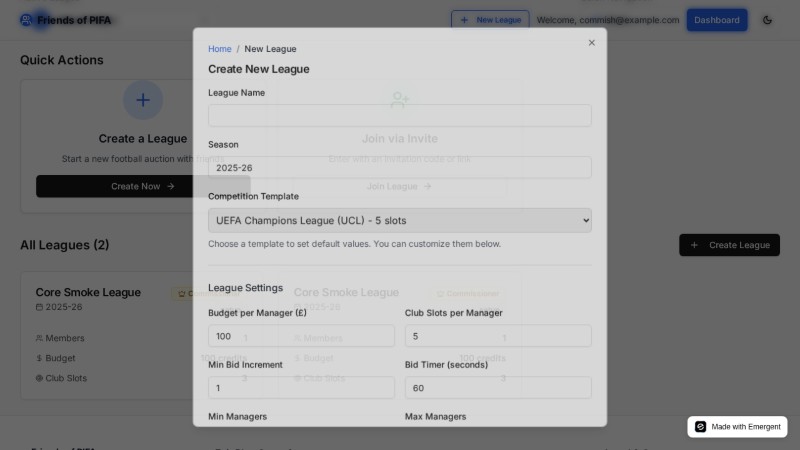 Friends of PIFA
New League
Welcome, commish@example.com
Dashboard
Quick Actions
Create a League
Start a new football auction with friends
Create Now
Join via Invite
Enter with an invitation code or link
Join League
All Leagues (2)
Create League
Core Smoke League
Commissioner
2025-26
Members
1
Budget
100 credits
Club Slots
3
Core Smoke League
Commissioner
2025-26
Members
1
Budget
100 credits
Club Slots
3
Home / New League
Create New League
League Name
Season
2025-26
Competition Template
UEFA Champions League (UCL) - 5 slots
Choose a template to set default values. You can customize them below.
League Settings
Budget per Manager (£)
Club Slots per Manager
100
5
Min Bid Increment
Bid Timer (seconds)
1
60
Min Managers
Max Managers
Made with Emergent